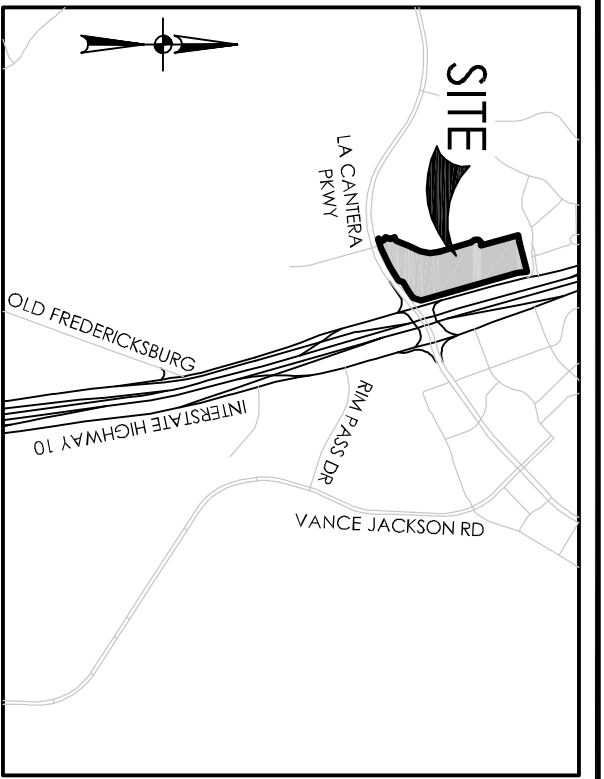 SITE
LA CANTERA
PKWY
OLD FREDERICKSBURG
INTERSTATE HIGHWAY 10
RIM PASS DR
VANCE JACKSON RD